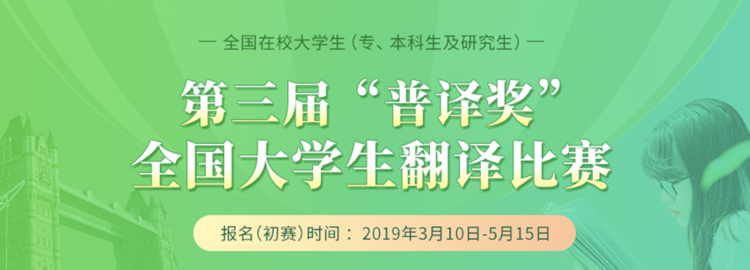 — 全国在校大学生（专、本科生及研究生）—
第三届“普译奖”
全国大学生翻译比赛
报名（初赛）时间：2019年3月10日-5月15日